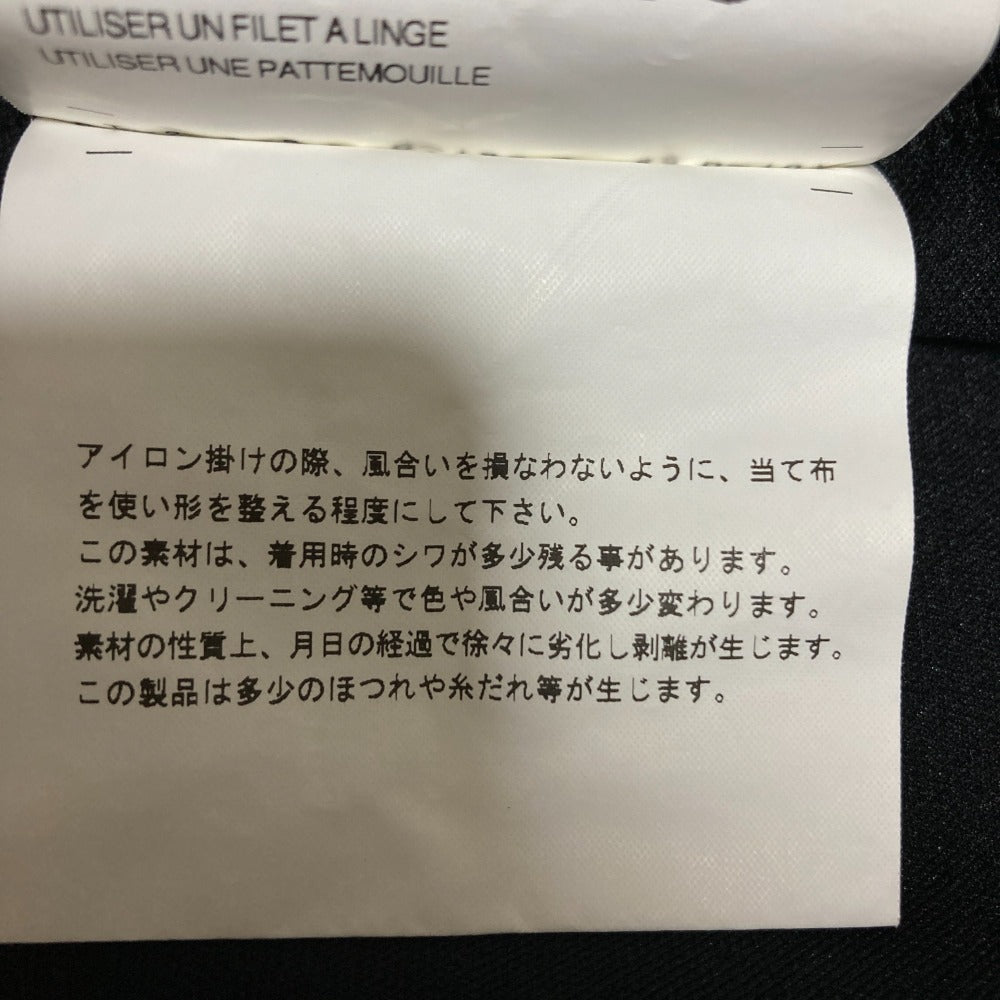 UTILISER UN FILET A LINGE
UTILISER UNE PATTEMOUILLE
アイロン掛けの際、風合いを損なわないように、当て布
を使い形を整える程度にして下さい。
この素材は、着用時のシワが多少残る事があります。
洗濯やクリーニング等で色や風合いが多少変わります。
素材の性質上、月日の経過で徐々に劣化し剥離が生じます。
この製品は多少のほつれや糸だれ等が生じます。